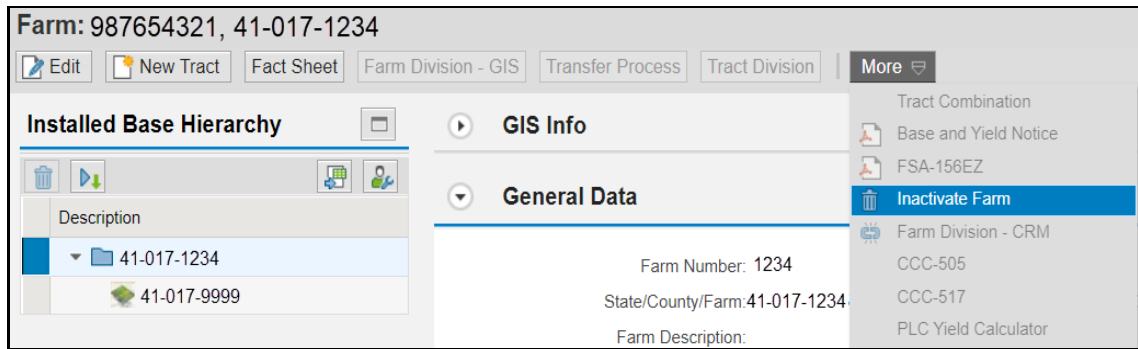 Farm: 987654321, 41-017-1234
Edit New Tract Fact Sheet Farm Division - GIS Transfer Process Tract Division More
Installed Base Hierarchy
Description
41-017-1234
41-017-9999
GIS Info
General Data
Farm Number: 1234
State/County/Farm:41-017-1234
Farm Description:
Tract Combination
Base and Yield Notice
FSA-156EZ
Inactivate Farm
Farm Division - CRM
CCC-505
CCC-517
PLC Yield Calculator